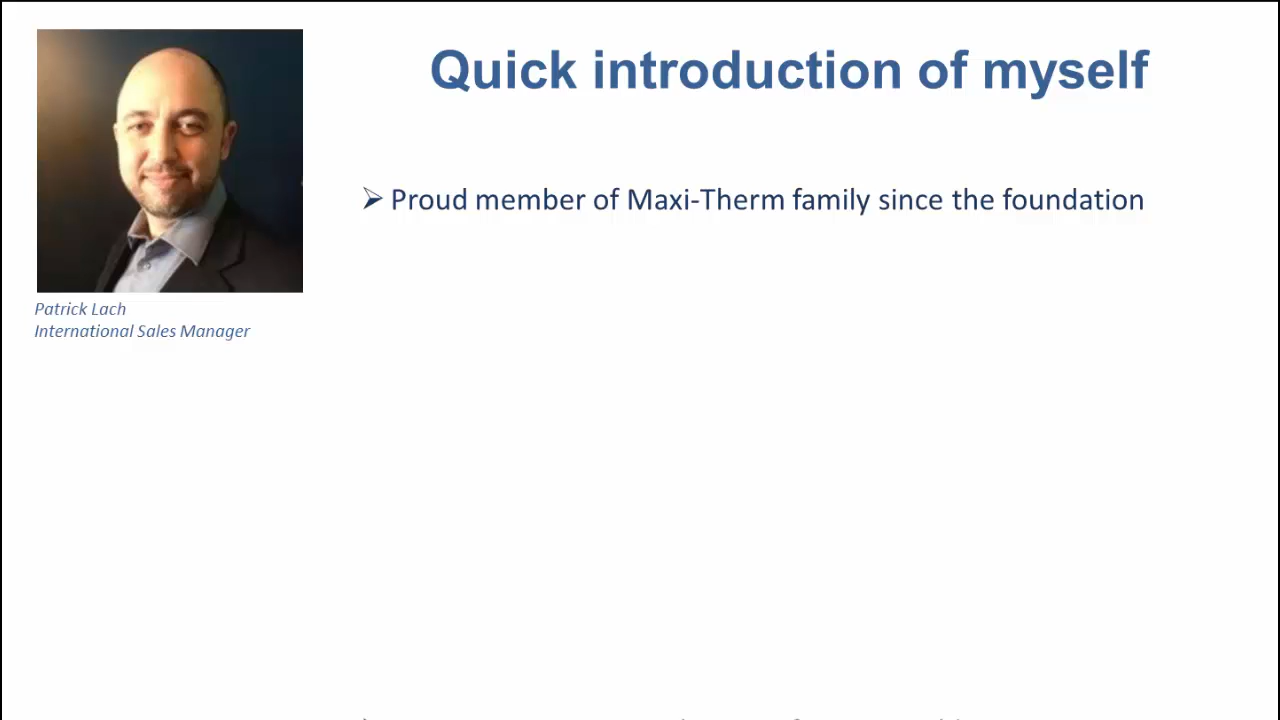 Quick introduction of myself
➢ Proud member of Maxi-Therm family since the foundation
Patrick Lach
International Sales Manager